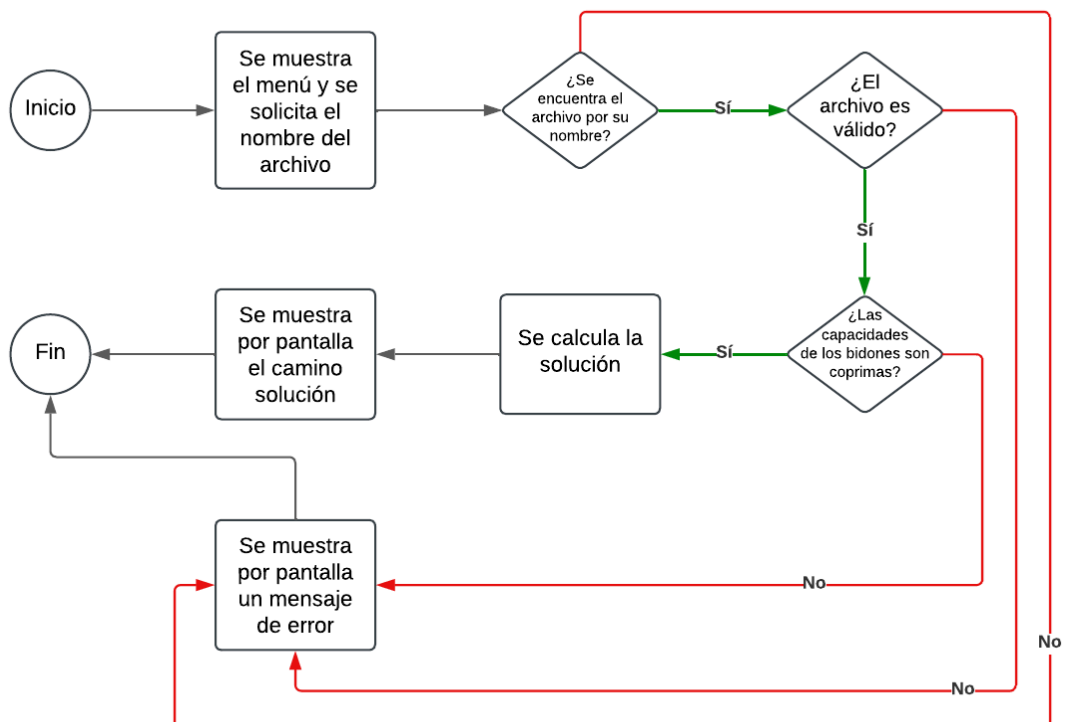 Inicio
Se muestra
el menú y se
solicita el
nombre del
archivo
¿Se
encuentra el
archivo por su
nombre?
Sí
¿El
archivo es
válido?
Sí
Fin
Se muestra
por pantalla
el camino
solución
Se calcula la
solución
Sí
¿Las
capacidades
de los bidones son
coprimas?
Se muestra
por pantalla
un mensaje
de error
No
No
No